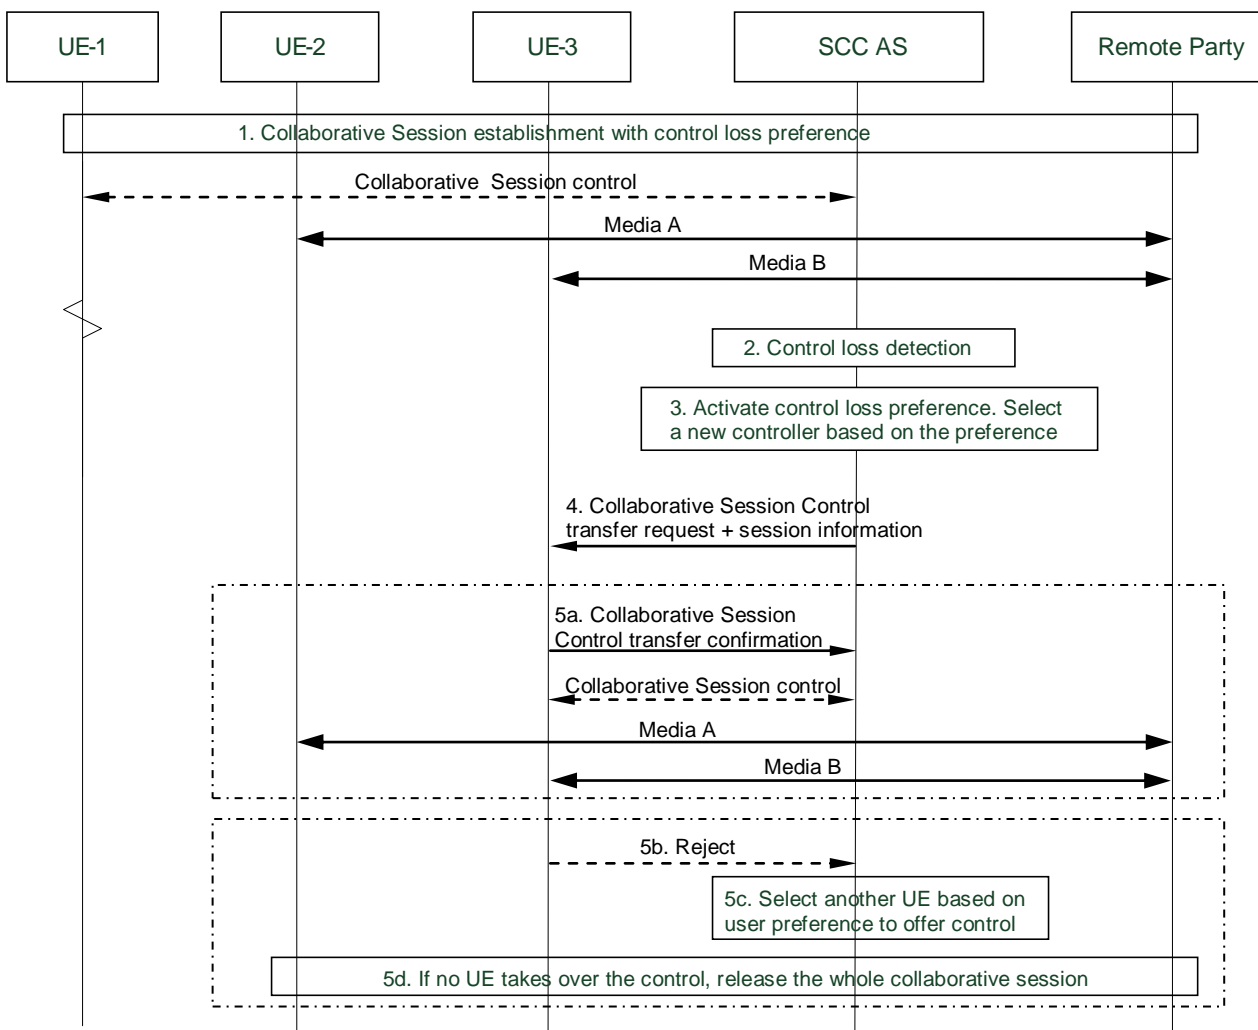 UE-1
UE-2
UE-3
SCC AS
Remote Party
1. Collaborative Session establishment with control loss preference
Collaborative Session control
Media A
Media B
2. Control loss detection
3. Activate control loss preference. Select
a new controller based on the preference
4. Collaborative Session Control
transfer request + session information
5a. Collaborative Session
Control transfer confirmation
Collaborative Session control
Media A
Media B
5b. Reject
5c. Select another UE based on
user preference to offer control
5d. If no UE takes over the control, release the whole collaborative session